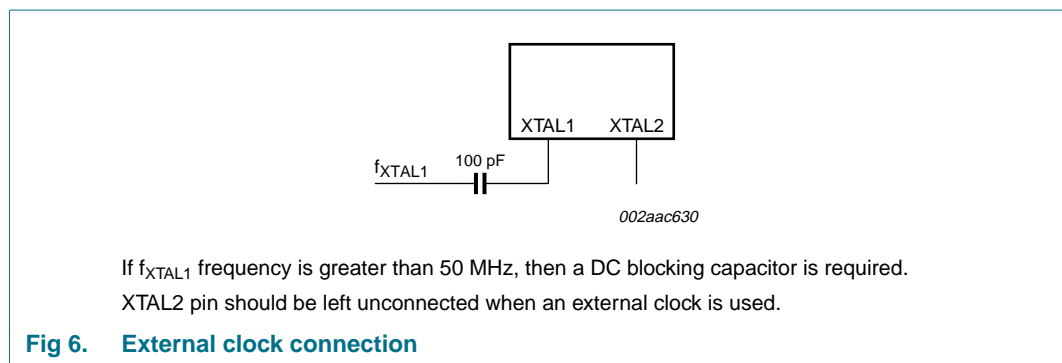 XTAL1 XTAL2
fXTAL1 100 pF
002aac630
If fXTAL1 frequency is greater than 50 MHz, then a DC blocking capacitor is required.
XTAL2 pin should be left unconnected when an external clock is used.
Fig 6. External clock connection